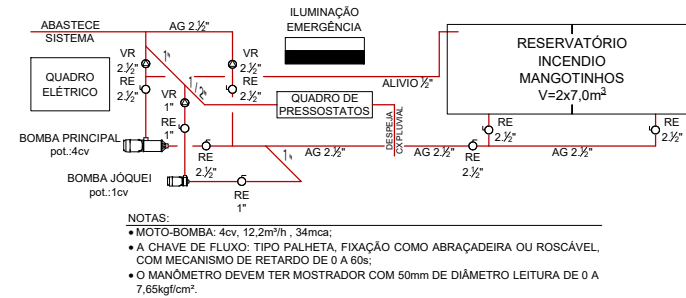 ABASTECE
SISTEMA
AG 2.½"
ILUMINAÇÃO
EMERGÊNCIA
RESERVATÓRIO
INCENDIO
MANGOTINHOS
V=2x7,0m³
VR
2.½"
RE
2.½"
1"
1/2"
VR
2.½"
RE
2.½"
VR
1"
RE
1"
ALIVIO ½"
QUADRO
ELÉTRICO
QUADRO DE
PRESSOSTATOS
DESPEJA
CX.PLUVIAL
BOMBA PRINCIPAL
pot.:4cv
RE
2.½"
AG 2.½"
1"
AG 2.½"
RE
2.½"
RE
2.½"
AG 2.½"
RE
2.½"
BOMBA JÓQUEI
pot.:1cv
RE
1"
NOTAS:
• MOTO-BOMBA: 4cv, 12,2m³/h , 34mca;
• A CHAVE DE FLUXO: TIPO PALHETA, FIXAÇÃO COMO ABRAÇADEIRA OU ROSCÁVEL,
COM MECANISMO DE RETARDO DE 0 A 60s;
• O MANÔMETRO DEVEM TER MOSTRADOR COM 50mm DE DIÂMETRO LEITURA DE 0 A
7,65kgf/cm².